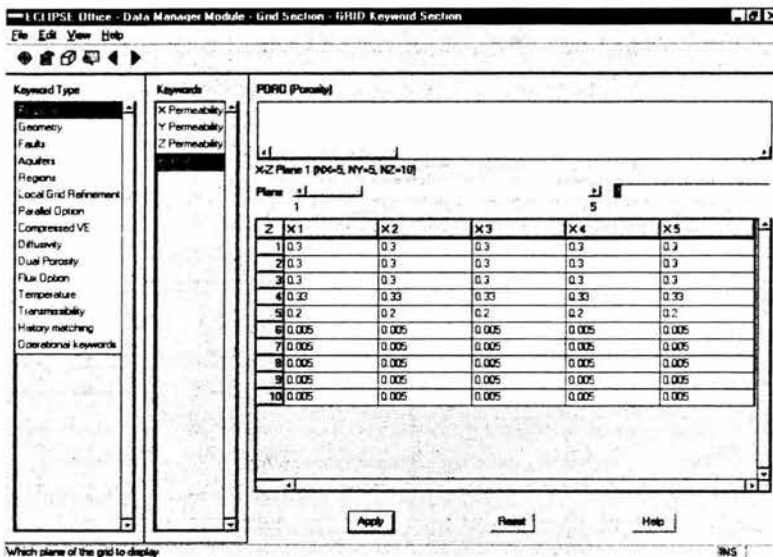 ECLIPSE Office - Data Manager Module - Grid Section - GRID Keyword Section
File Edit View Help
Keyword Type
Geometry
Faults
Aquifers
Regions
Local Grid Refinement
Parallel Option
Compressed VE
Diffusivity
Dual Porosity
Flux Option
Temperature
Transmissibility
History matching
Operational keywords
Keywords
X Permeability
Y Permeability
Z Permeability
PORO (Porosity)
X-Z Plane 1 (NX=5, NY=5, NZ=10)
Plane
1 5
Z X1 X2 X3 X4 X5
1 0.3 0.3 0.3 0.3 0.3
2 0.3 0.3 0.3 0.3 0.3
3 0.3 0.3 0.3 0.3 0.3
4 0.33 0.33 0.33 0.33 0.33
5 0.2 0.2 0.2 0.2 0.2
6 0.005 0.005 0.005 0.005 0.005
7 0.005 0.005 0.005 0.005 0.005
8 0.005 0.005 0.005 0.005 0.005
9 0.005 0.005 0.005 0.005 0.005
10 0.005 0.005 0.005 0.005 0.005
Apply Reset Help
Which plane of the grid to display INS